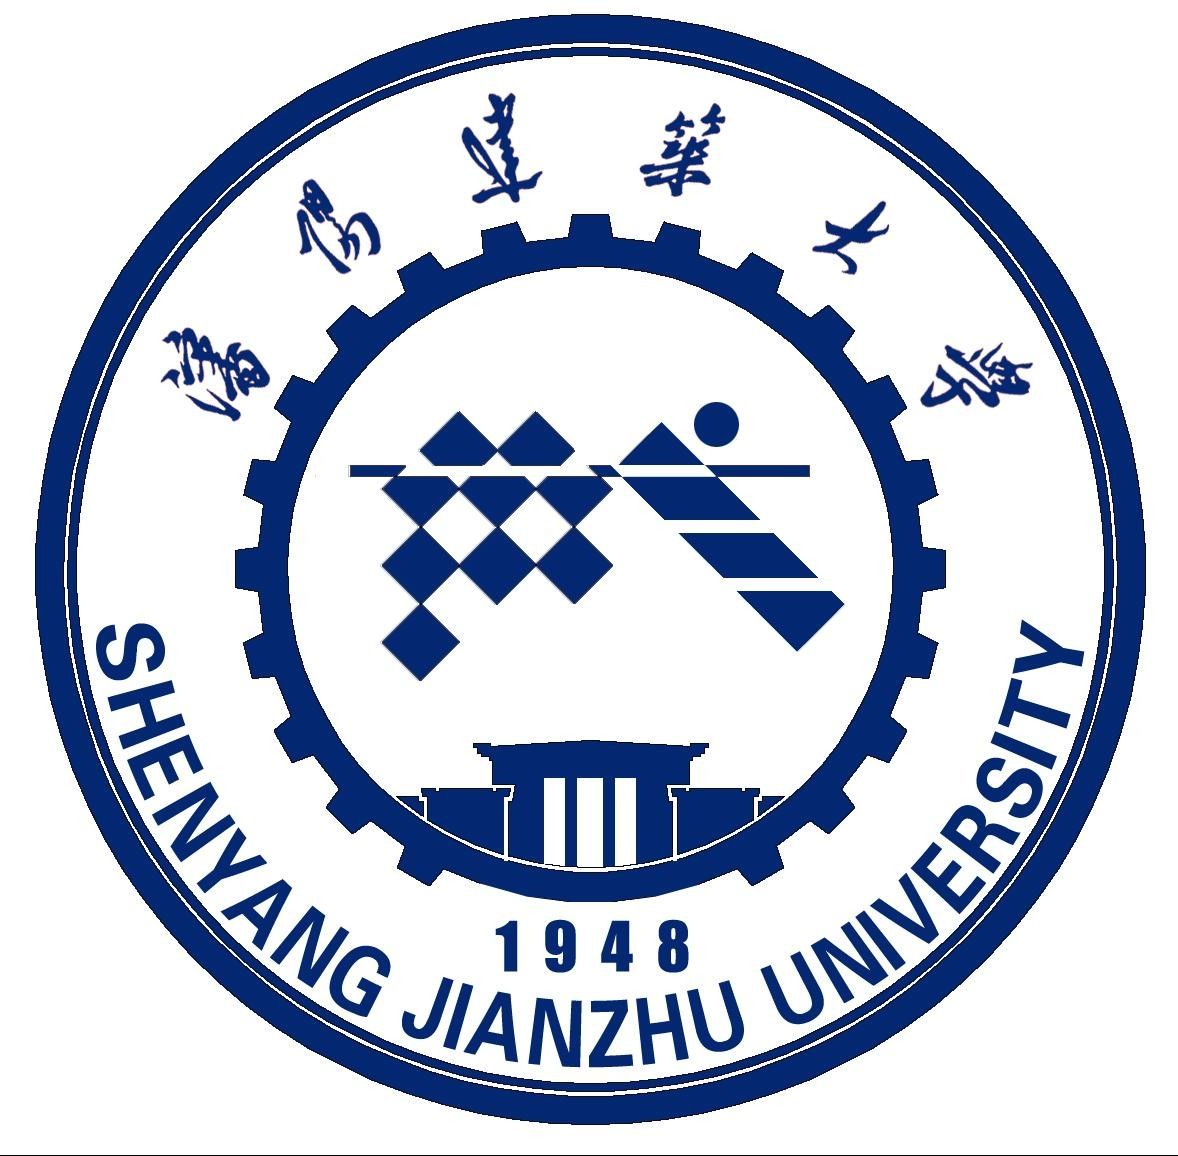 瀋陽建築大學
1948
SHENYANG JIANZHU UNIVERSITY